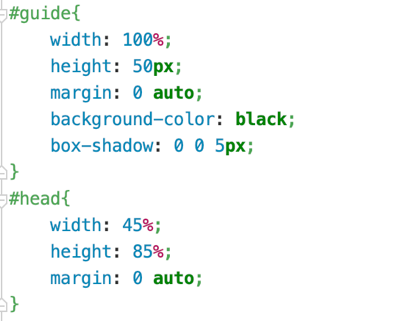 #guide{
    width: 100%;
    height: 50px;
    margin: 0 auto;
    background-color: black;
    box-shadow: 0 0 5px;
}
#head{
    width: 45%;
    height: 85%;
    margin: 0 auto;
}